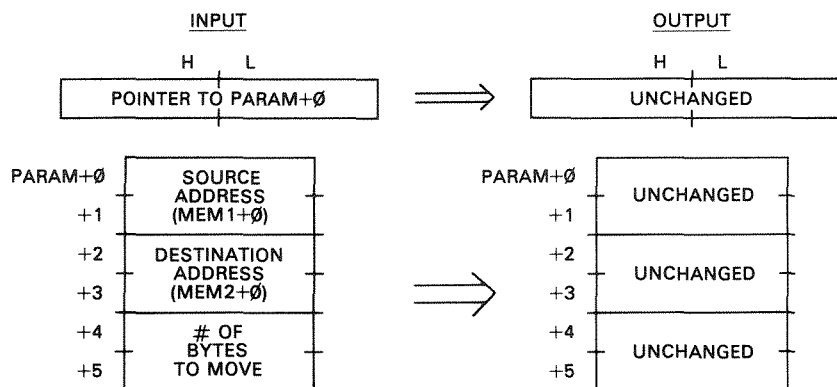 INPUT
OUTPUT
H L
H L
POINTER TO PARAM+Ø
UNCHANGED
PARAM+Ø
+1
SOURCE
ADDRESS
(MEM1+Ø)
+2
+3
DESTINATION
ADDRESS
(MEM2+Ø)
+4
+5
# OF
BYTES
TO MOVE
PARAM+Ø
+1
UNCHANGED
+2
+3
UNCHANGED
+4
+5
UNCHANGED